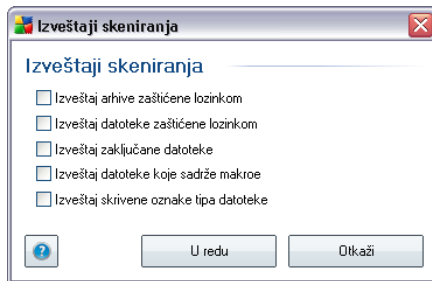 Izveštaji skeniranja
Izveštaji skeniranja
Izveštaj arhive zaštićene lozinkom
Izveštaj datoteke zaštićene lozinkom
Izveštaj zaključane datoteke
Izveštaj datoteke koje sadrže makroe
Izveštaj skrivene oznake tipa datoteke
?
U redu
Otkaži